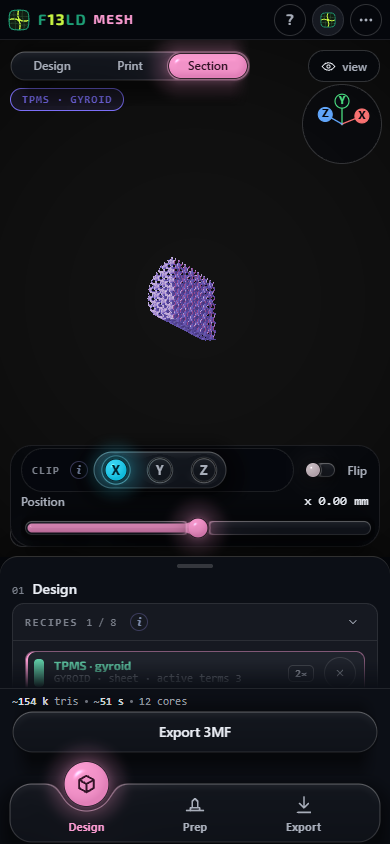 F13LD MESH
?
Design Print Section
view
TPMS · GYROID
Y
Z X
CLIP i X Y Z Flip
Position x 0.00 mm
01 Design
RECIPES 1 / 8 i
TPMS · gyroid
GYROID · sheet · active terms 3
2× ×
~154 k tris • ~51 s • 12 cores
Export 3MF
Design Prep Export